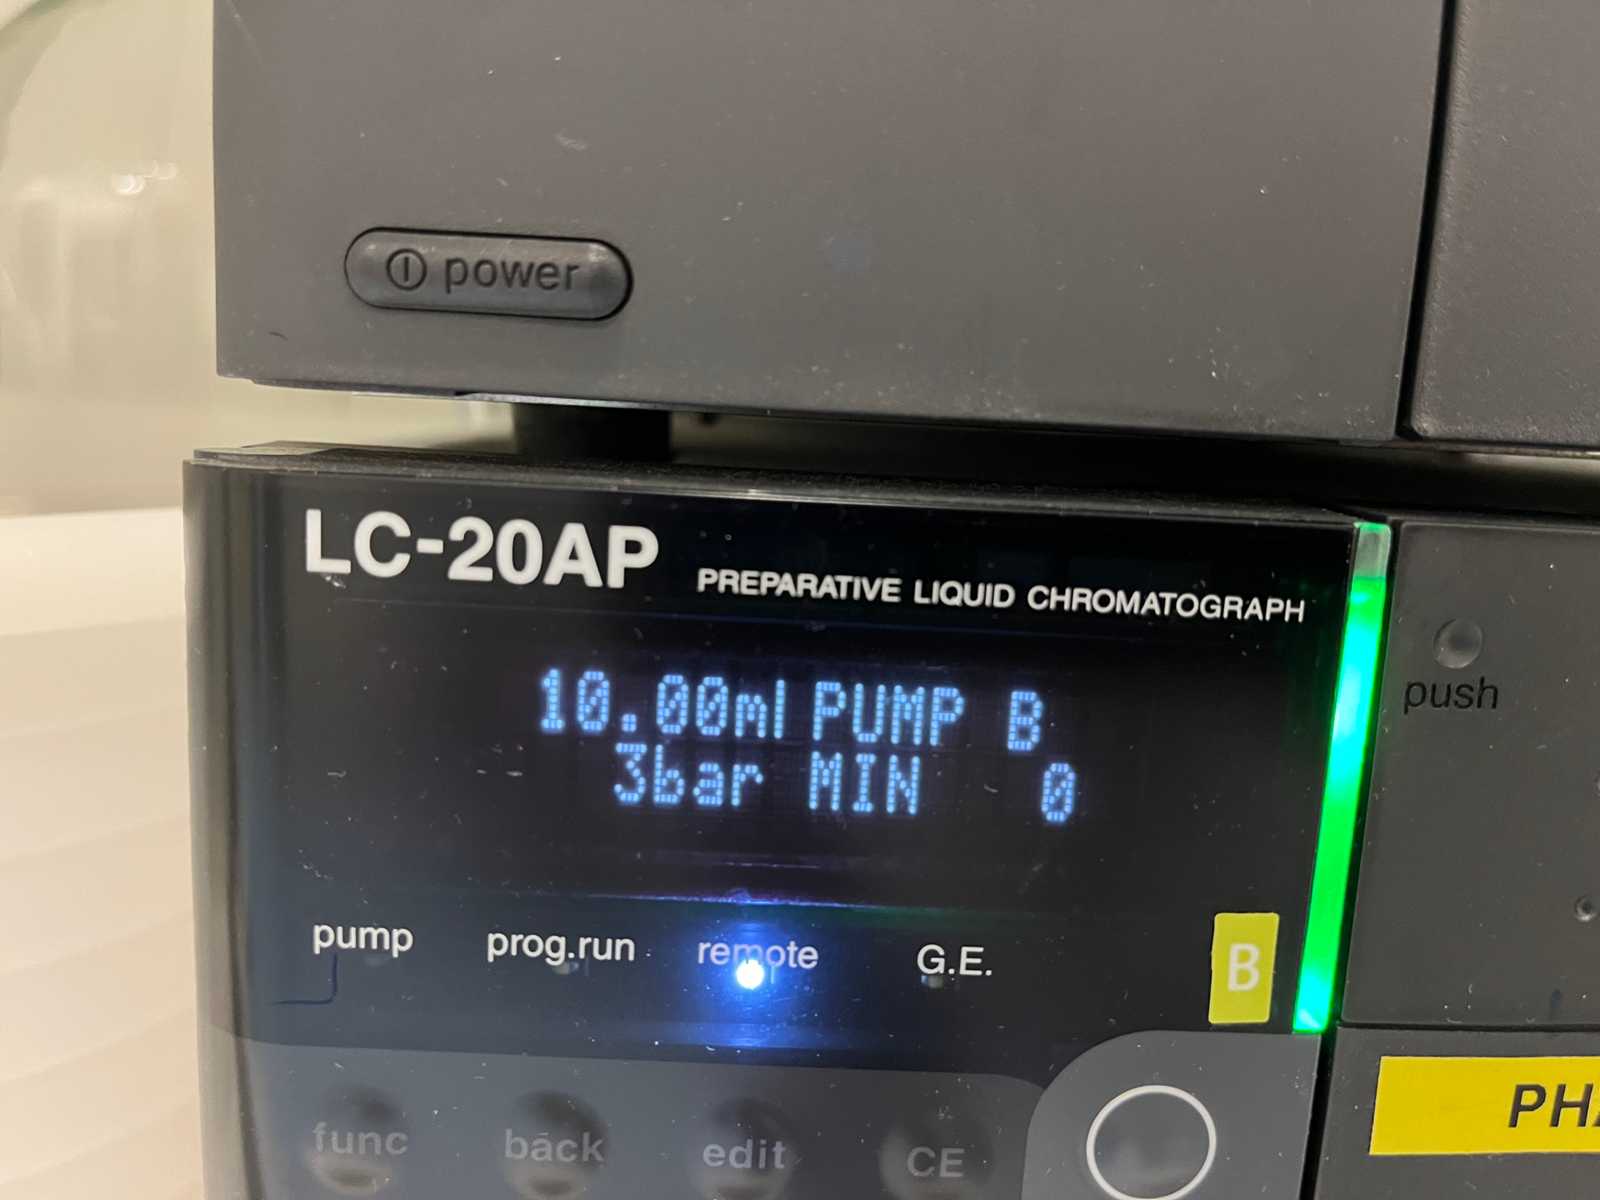 power
LC-20AP PREPARATIVE LIQUID CHROMATOGRAPH
10.00ml PUMP B
3bar MIN 0
push
pump prog.run remote G.E. B
func back edit CE